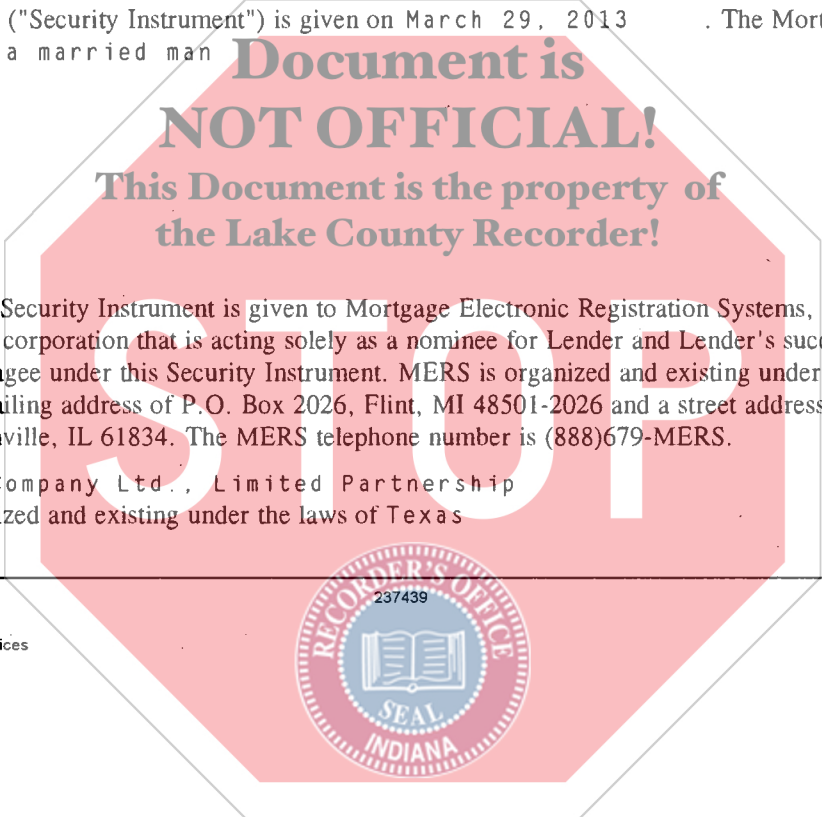 ("Security Instrument") is given on March 29, 2013 . The Mort
a married man
Document is
NOT OFFICIAL!
This Document is the property of
the Lake County Recorder!
Security Instrument is given to Mortgage Electronic Registration Systems,
corporation that is acting solely as a nominee for Lender and Lender's succ
gee under this Security Instrument. MERS is organized and existing under
iling address of P.O. Box 2026, Flint, MI 48501-2026 and a street address
ville, IL 61834. The MERS telephone number is (888)679-MERS.
STOP
ompany Ltd., Limited Partnership
zed and existing under the laws of Texas
RECORDER'S OFFICE
237439
ices
SEAL
INDIANA